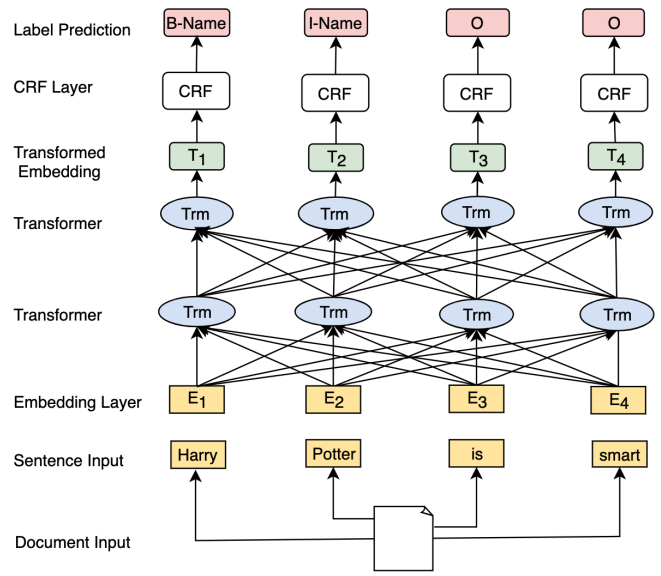 Label Prediction B-Name I-Name O O
CRF Layer CRF CRF CRF CRF
Transformed
Embedding T1 T2 T3 T4
Transformer Trm Trm Trm Trm
Transformer Trm Trm Trm Trm
Embedding Layer E1 E2 E3 E4
Sentence Input Harry Potter is smart
Document Input